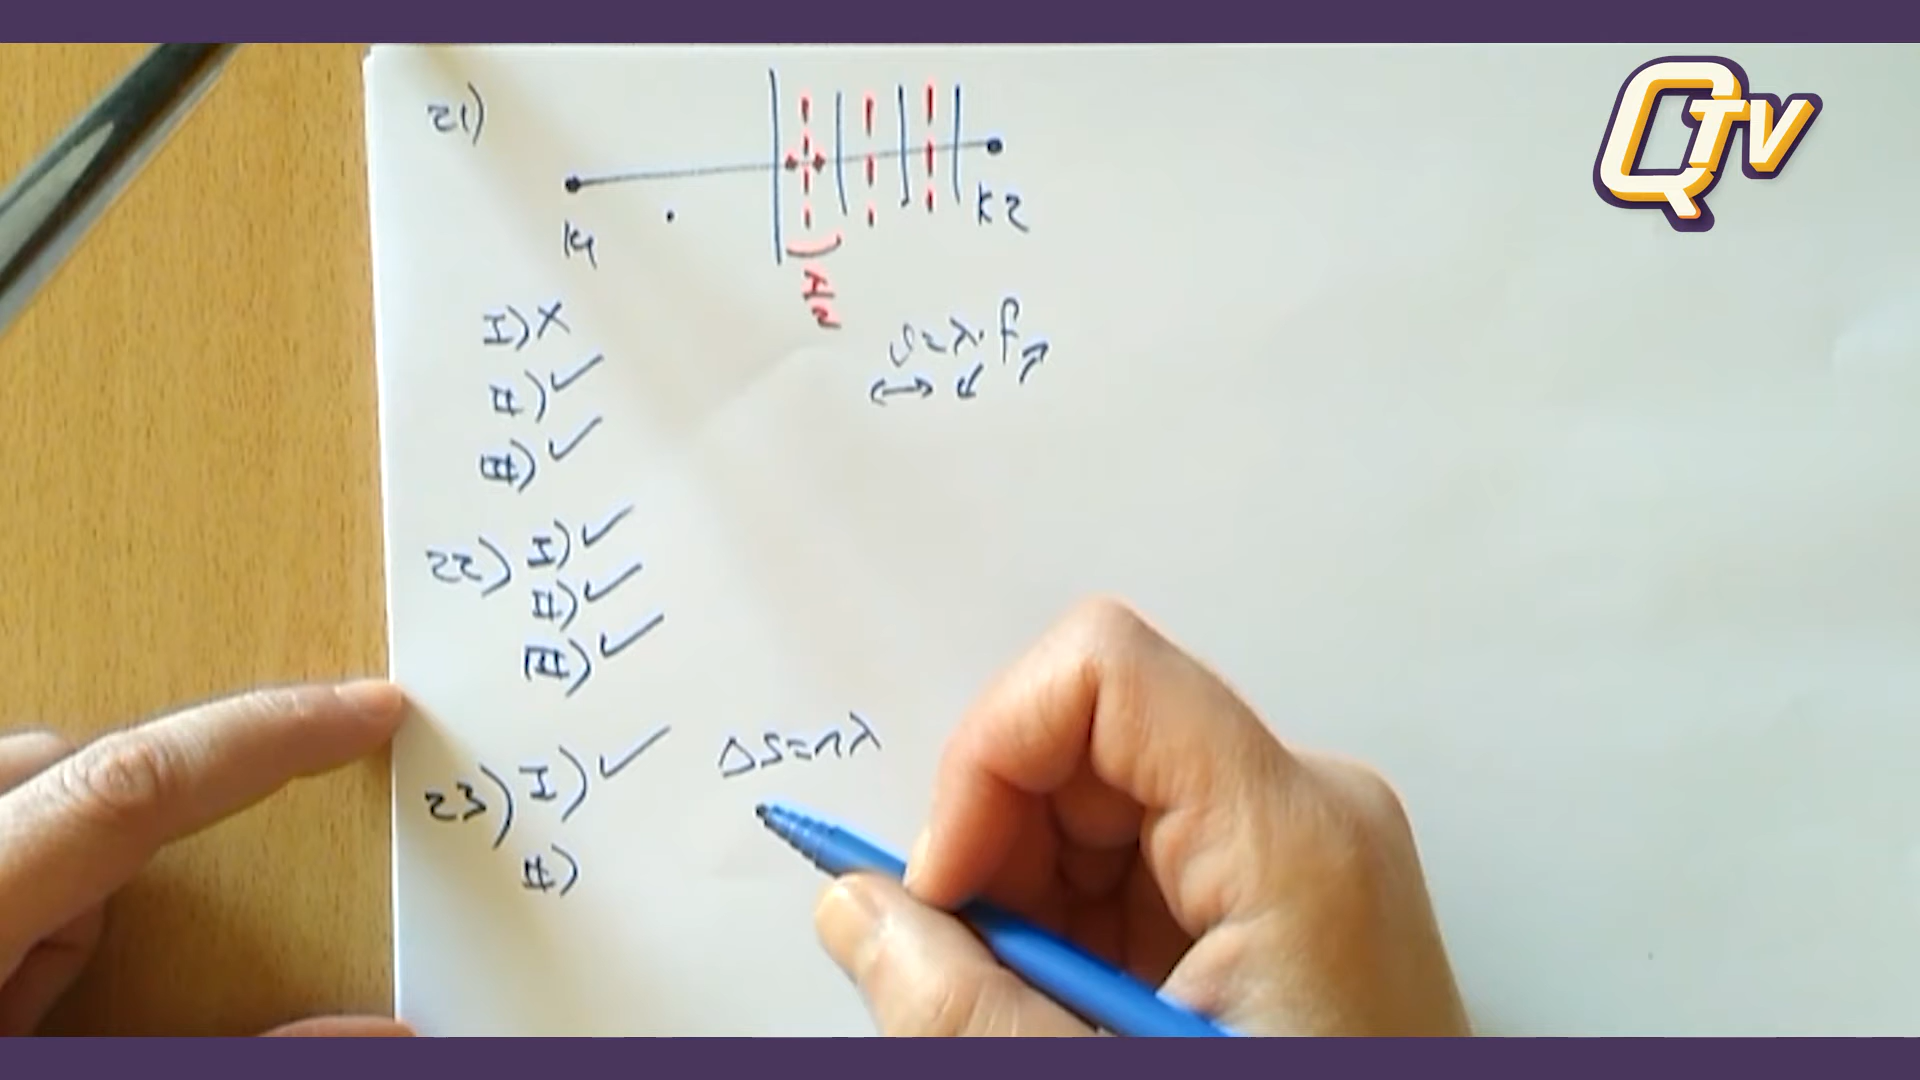 21)
K1
K2
λ/2
I) X
II) ✓
III) ✓
υ=λ.f
22) I) ✓
II) ✓
III) ✓
23) I) ✓ ΔS=nλ
II)
QTV